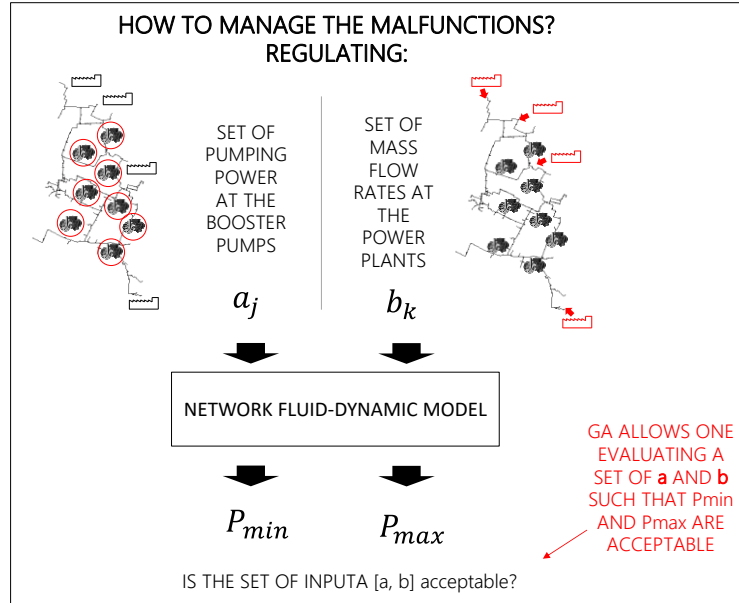 HOW TO MANAGE THE MALFUNCTIONS?
REGULATING:
SET OF
PUMPING
POWER
AT THE
BOOSTER
PUMPS
SET OF
MASS
FLOW
RATES AT
THE
POWER
PLANTS
a_j
b_k
NETWORK FLUID-DYNAMIC MODEL
P_min
P_max
GA ALLOWS ONE
EVALUATING A
SET OF a AND b
SUCH THAT Pmin
AND Pmax ARE
ACCEPTABLE
IS THE SET OF INPUTA [a, b] acceptable?